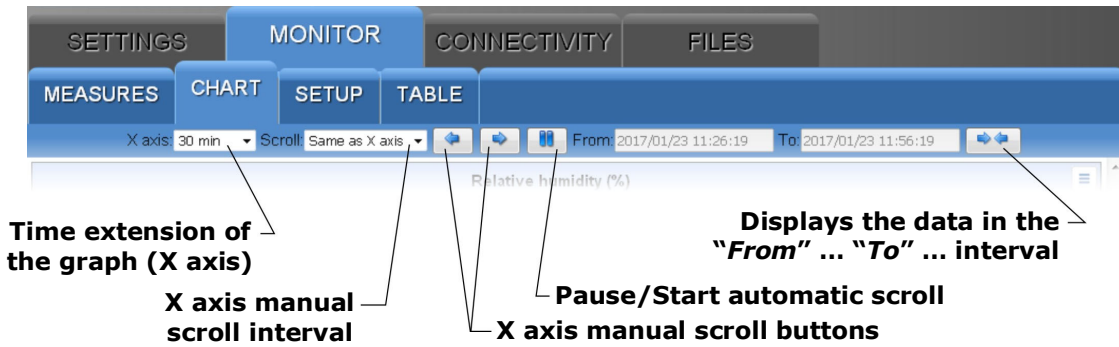 SETTINGS MONITOR CONNECTIVITY FILES
MEASURES CHART SETUP TABLE
X axis: 30 min Scroll: Same as X axis From: 2017/01/23 11:26:19 To: 2017/01/23 11:56:19
Relative humidity (%)
Time extension of
the graph (X axis)
Displays the data in the
“From” ... “To” ... interval
X axis manual
scroll interval
Pause/Start automatic scroll
X axis manual scroll buttons